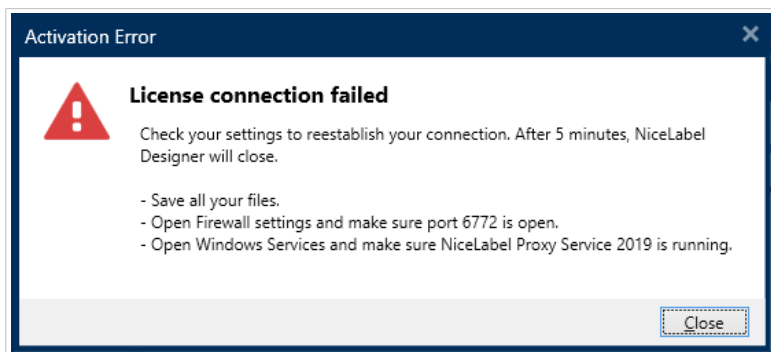 Activation Error
License connection failed
Check your settings to reestablish your connection. After 5 minutes, NiceLabel
Designer will close.
- Save all your files.
- Open Firewall settings and make sure port 6772 is open.
- Open Windows Services and make sure NiceLabel Proxy Service 2019 is running.
Close